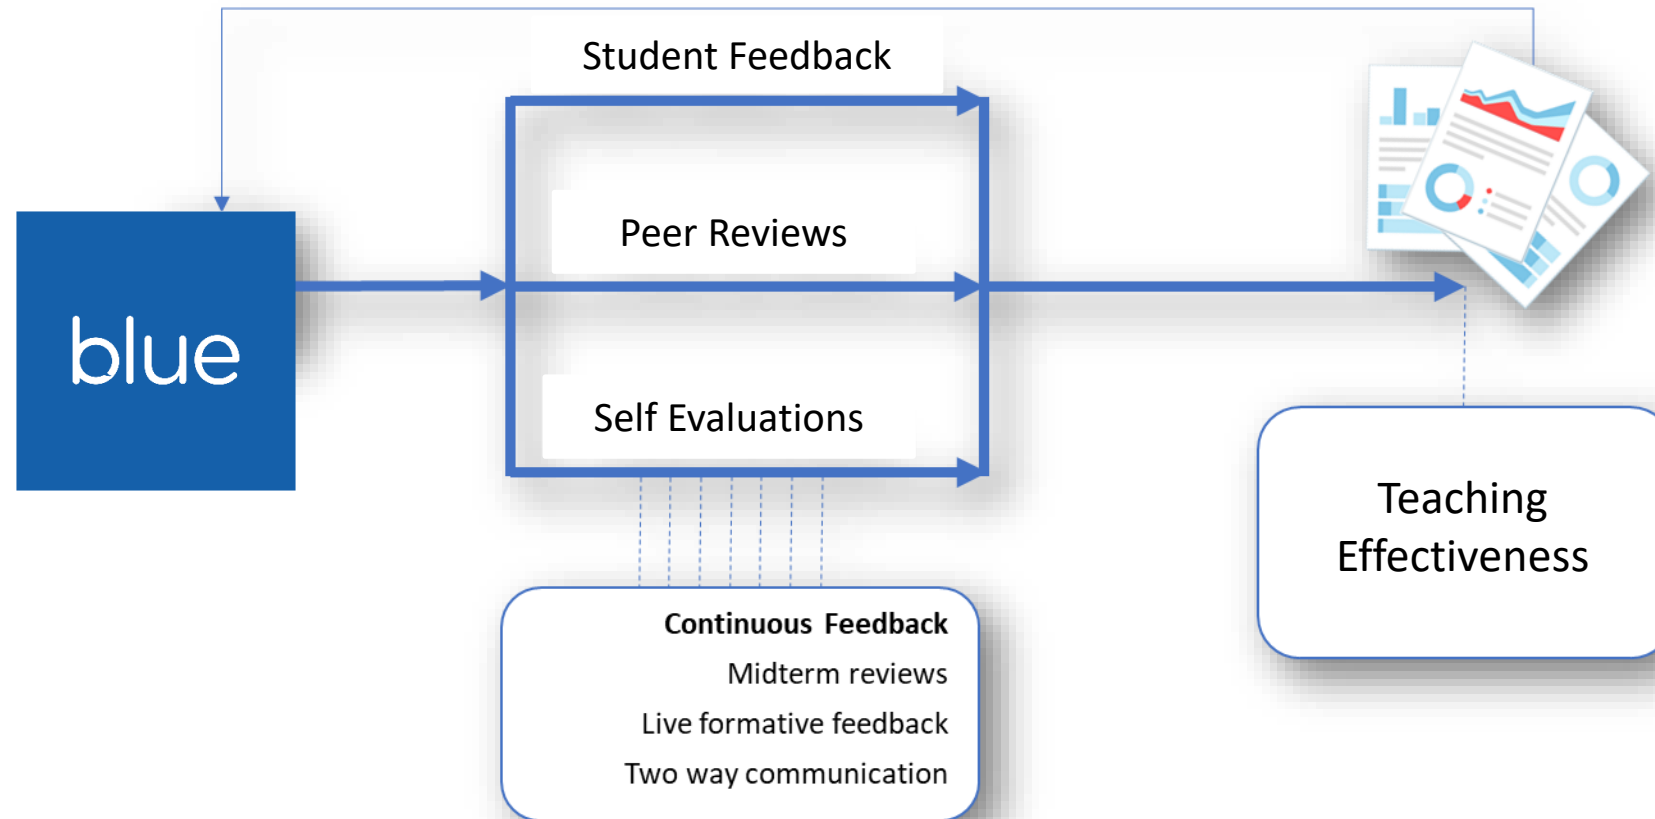 Student Feedback
Peer Reviews
blue
Self Evaluations
Teaching
Effectiveness
Continuous Feedback
Midterm reviews
Live formative feedback
Two way communication